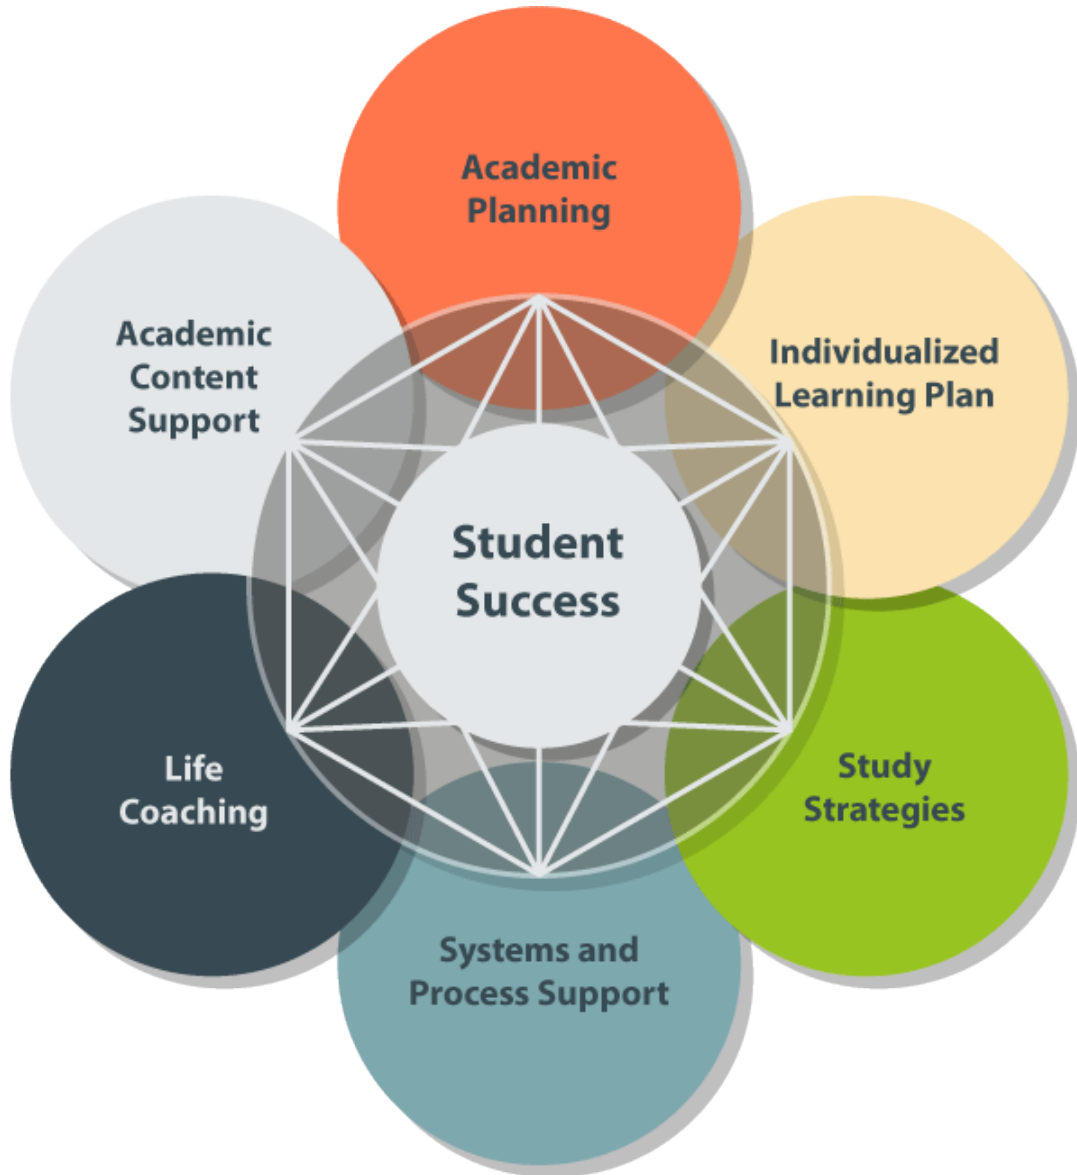 Academic
Planning
Individualized
Learning Plan
Study
Strategies
Systems and
Process Support
Life
Coaching
Academic
Content
Support
Student
Success